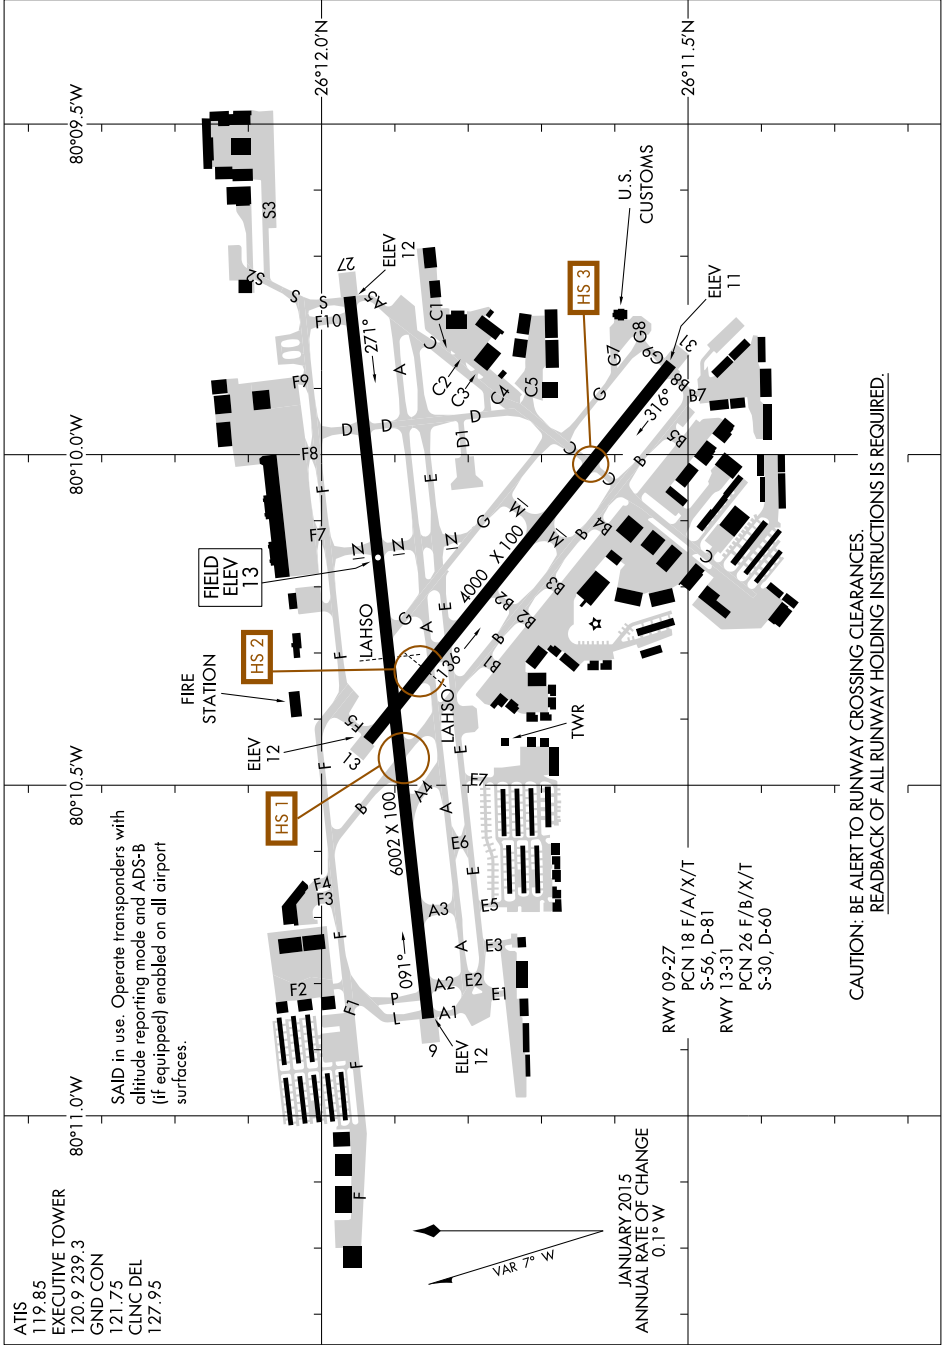 ATIS
119.85
EXECUTIVE TOWER
120.9 239.3
GND CON
121.75
CLNC DEL
127.95
80°11.0'W
80°10.5'W
80°10.0'W
80°09.5'W
26°12.0'N
26°11.5'N
SAID in use. Operate transponders with
altitude reporting mode and ADS-B
(if equipped) enabled on all airport
surfaces.
HS 1
HS 2
HS 3
FIRE
STATION
FIELD
ELEV
13
ELEV
12
ELEV
12
ELEV
12
ELEV
11
U.S.
CUSTOMS
TWR
LAHSO
LAHSO
9
27
13
31
091°
271°
136°
316°
6002 X 100
4000 X 100
F
F
F
F
F
F
F1
F2
F3
F4
F5
F7
F8
F9
F10
S
S
S2
S3
L
P
A1
A2
A3
A4
A5
A
A
A
A
E1
E2
E3
E5
E6
E7
E
E
E
E
B
B
B
B
B1
B2
B2
B3
B4
B5
B7
B8
C
C
C
C
C1
C2
C3
C4
C5
D
D
D
D1
G
G
G
G7
G8
G9
M
M
N
N
N
RWY 09-27
PCN 18 F/A/X/T
S-56, D-81
RWY 13-31
PCN 26 F/B/X/T
S-30, D-60
VAR 7° W
JANUARY 2015
ANNUAL RATE OF CHANGE
0.1° W
CAUTION: BE ALERT TO RUNWAY CROSSING CLEARANCES.
READBACK OF ALL RUNWAY HOLDING INSTRUCTIONS IS REQUIRED.